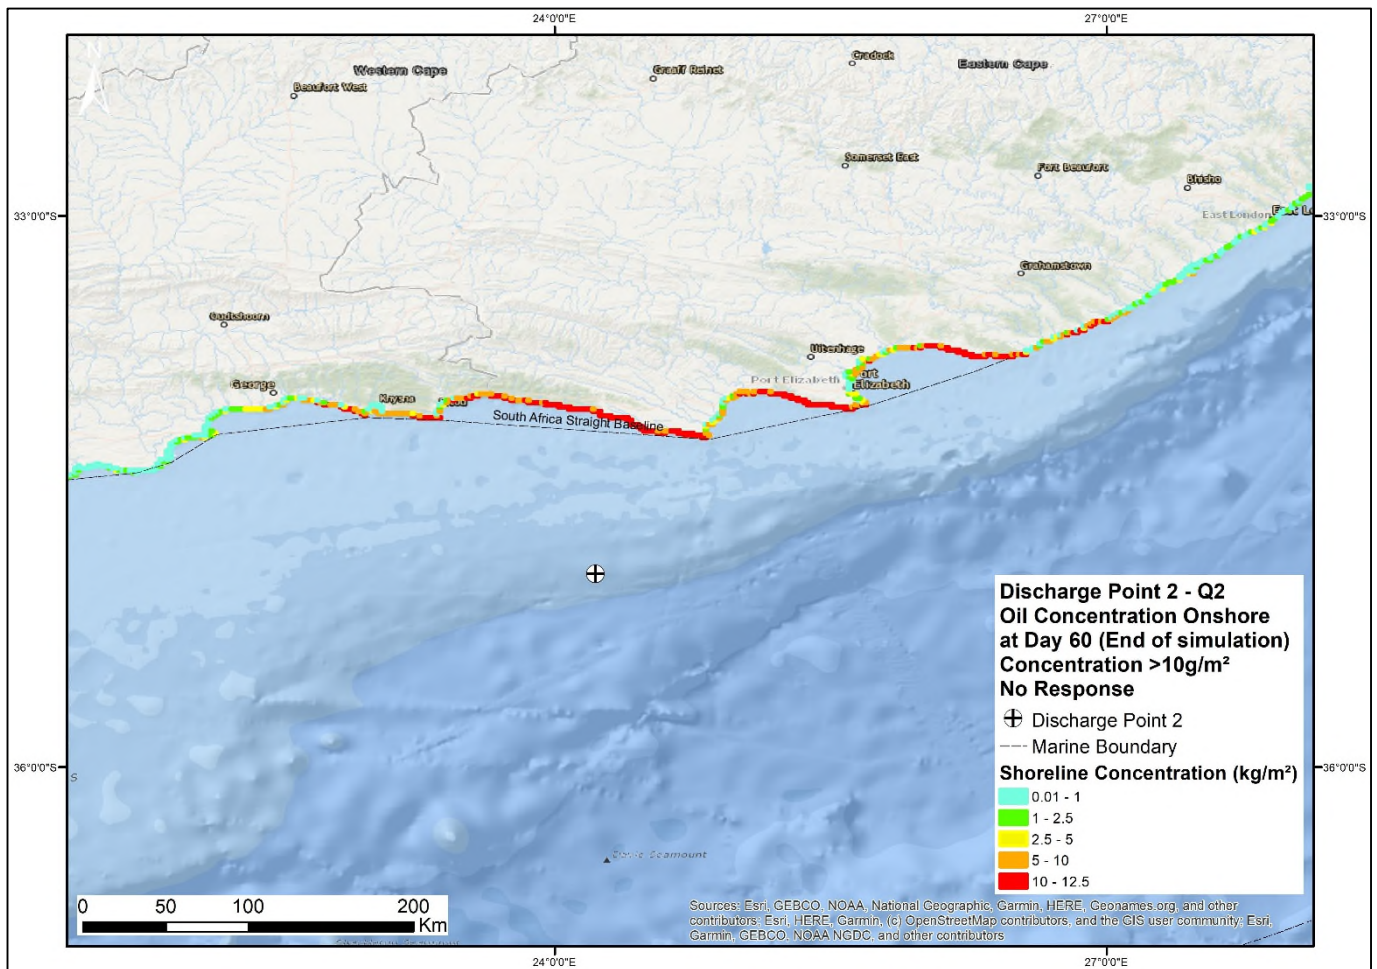 24°0'0"E
27°0'0"E
Western Cape
Graaff Reinet
Cradock
Eastern Cape
Beaufort West
Somerset East
Fort Beaufort
Bhisho
33°0'0"S
33°0'0"S
East London
East Lo
Grahamstown
Oudtshoorn
Uitenhage
Port Elizabeth
Port
Elizabeth
George
Knysna
South Africa Straight Baseline
Discharge Point 2 - Q2
Oil Concentration Onshore
at Day 60 (End of simulation)
Concentration >10g/m²
No Response
Discharge Point 2
Marine Boundary
Shoreline Concentration (kg/m²)
0.01 - 1
1 - 2.5
2.5 - 5
5 - 10
10 - 12.5
36°0'0"S
36°0'0"S
S
Seamount
0 50 100 200
Km
Sources: Esri, GEBCO, NOAA, National Geographic, Garmin, HERE, Geonames.org, and other
contributors; Esri, HERE, Garmin, (c) OpenStreetMap contributors, and the GIS user community; Esri,
Garmin, GEBCO, NOAA NGDC, and other contributors
24°0'0"E
27°0'0"E